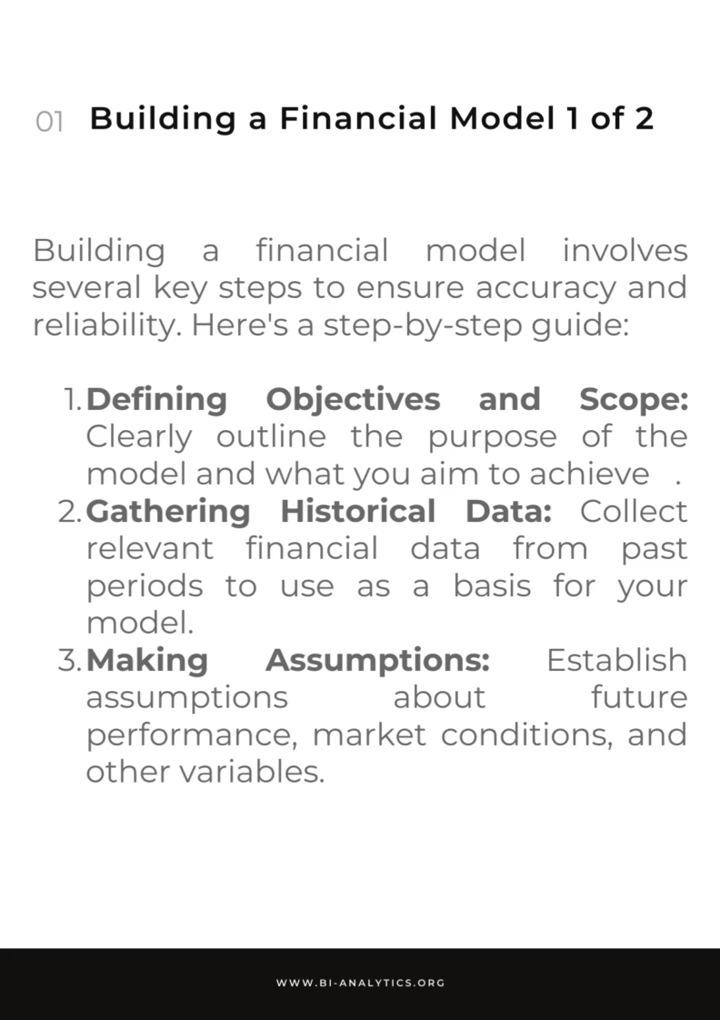 01 Building a Financial Model 1 of 2
Building a financial model involves
several key steps to ensure accuracy and
reliability. Here's a step-by-step guide:
1. Defining Objectives and Scope:
Clearly outline the purpose of the
model and what you aim to achieve .
2. Gathering Historical Data: Collect
relevant financial data from past
periods to use as a basis for your
model.
3. Making Assumptions: Establish
assumptions about future
performance, market conditions, and
other variables.
WWW.BI-ANALYTICS.ORG